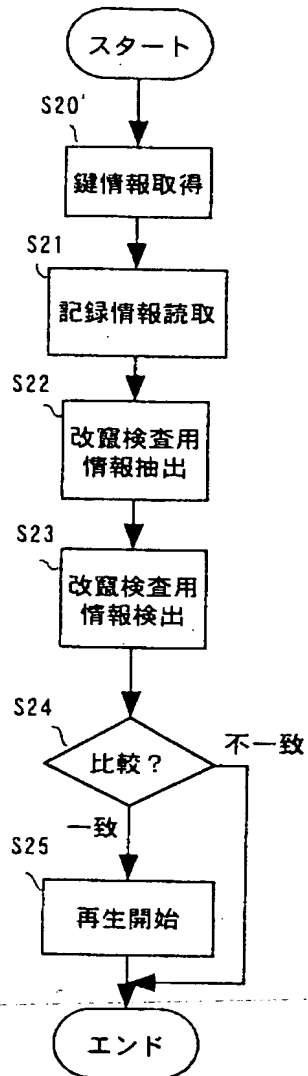 スタート
S20'
鍵情報取得
S21
記録情報読取
S22
改竄検査用
情報抽出
S23
改竄検査用
情報検出
S24
比較？
不一致
一致
S25
再生開始
エンド